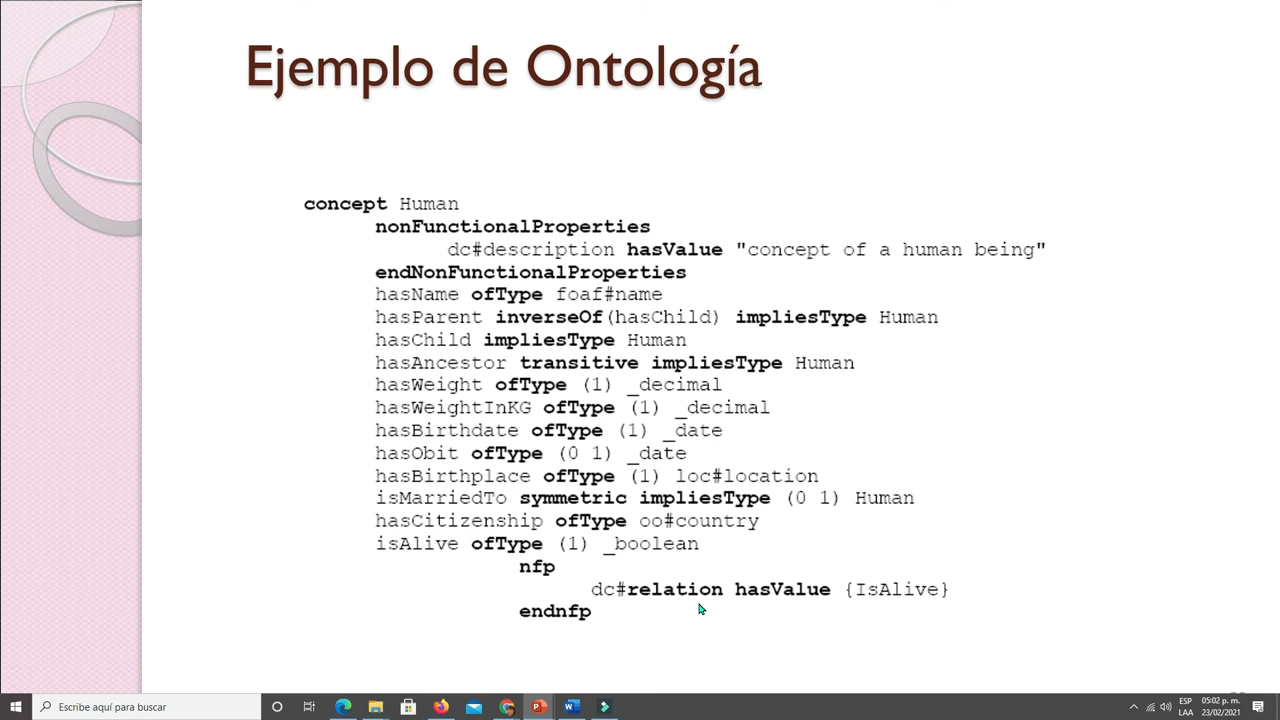 Ejemplo de Ontología
concept Human
nonFunctionalProperties
dc#description hasValue "concept of a human being"
endNonFunctionalProperties
hasName ofType foaf#name
hasParent inverseOf(hasChild) impliesType Human
hasChild impliesType Human
hasAncestor transitive impliesType Human
hasWeight ofType (1) _decimal
hasWeightInKG ofType (1) _decimal
hasBirthdate ofType (1) _date
hasObit ofType (0 1) _date
hasBirthplace ofType (1) loc#location
isMarriedTo symmetric impliesType (0 1) Human
hasCitizenship ofType oo#country
isAlive ofType (1) _boolean
nfp
dc#relation hasValue {IsAlive}
endnfp
Escribe aquí para buscar
ESP 05:02 p. m.
LAA 23/02/2021